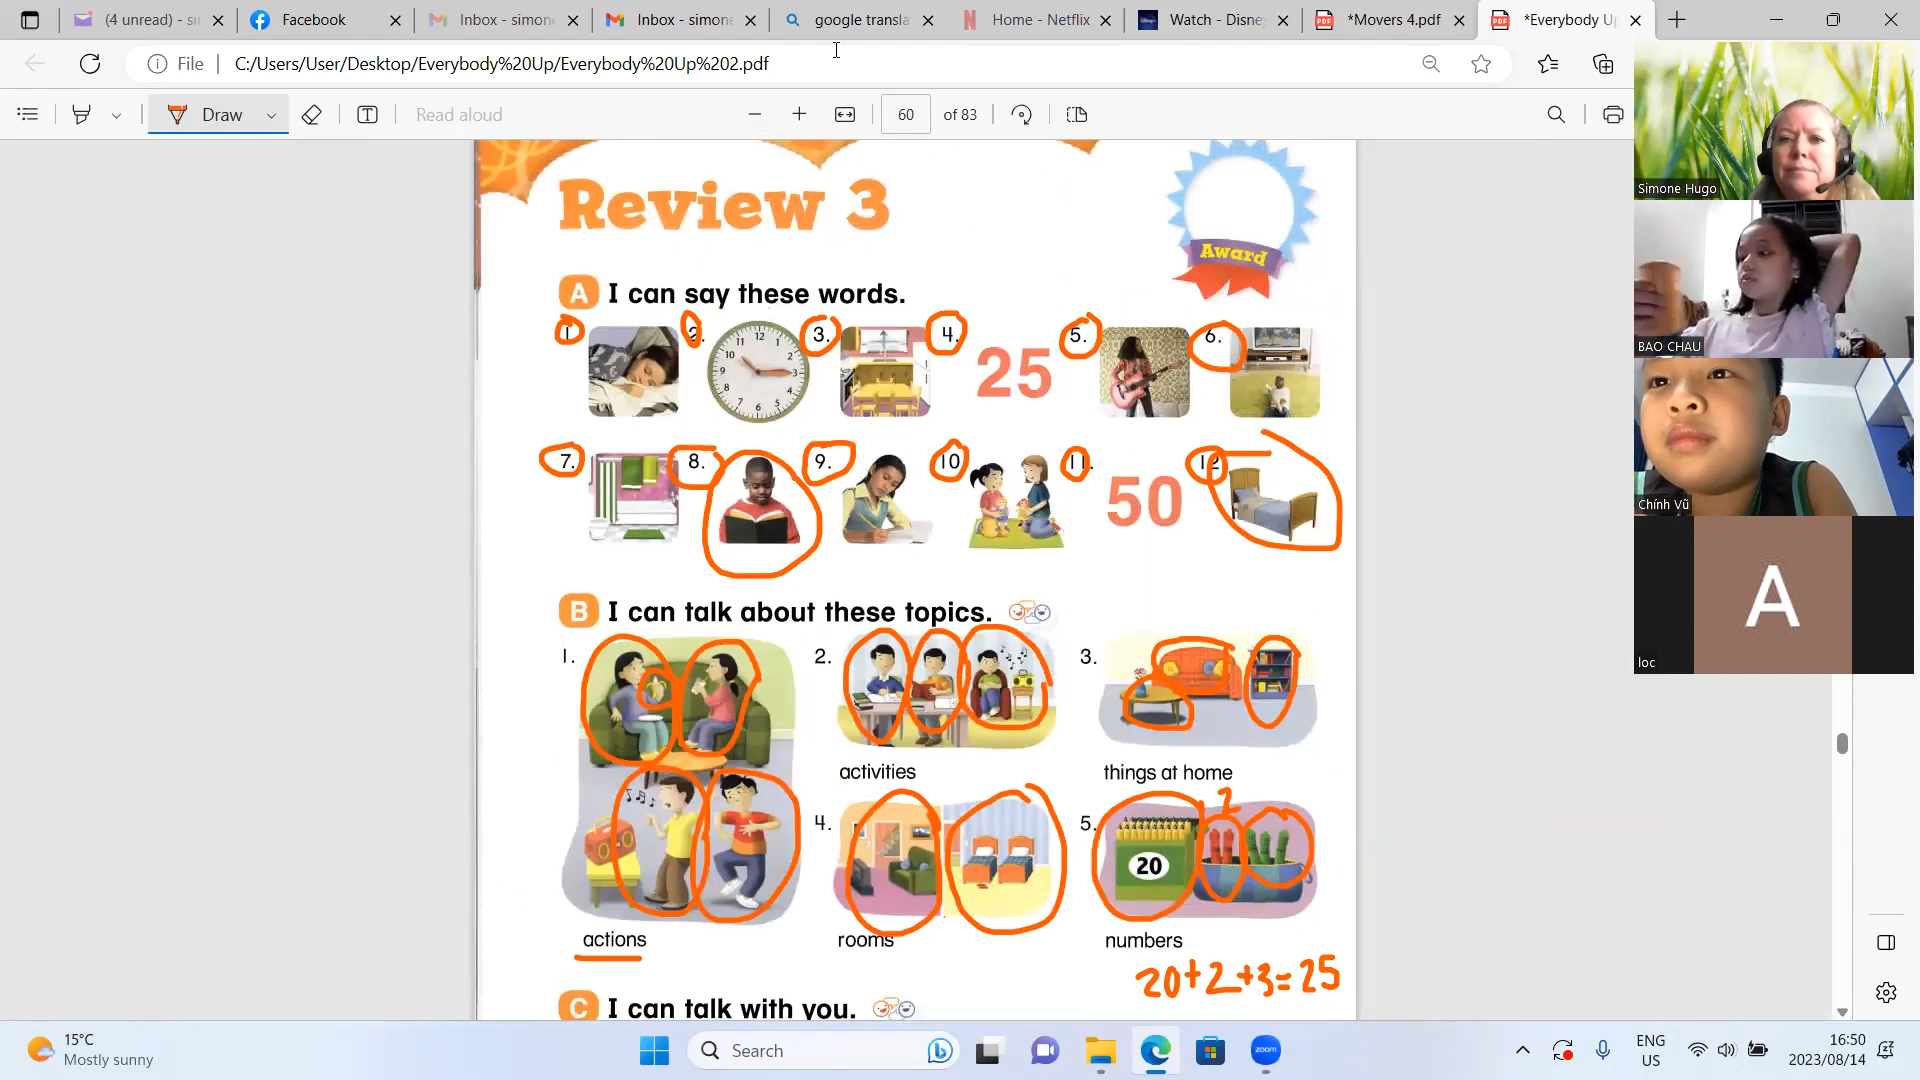 (4 unread) - si
Facebook
Inbox - simone
Inbox - simone
google transla
Home - Netflix
Watch - Disne
*Movers 4.pdf
*Everybody Up
File
C:/Users/User/Desktop/Everybody%20Up/Everybody%20Up%202.pdf
Draw
Read aloud
60 of 83
Review 3
Award
A I can say these words.
1. 2. 3. 4. 25 5. 6.
7. 8. 9. 10 11. 50 12
B I can talk about these topics.
1. 2. 3.
activities
things at home
4. 5.
2
20
actions
rooms
numbers
20+2+3=25
C I can talk with you.
Simone Hugo
BAO CHAU
Chính Vũ
A
loc
15°C
Mostly sunny
Search
zoom
ENG
US
16:50
2023/08/14